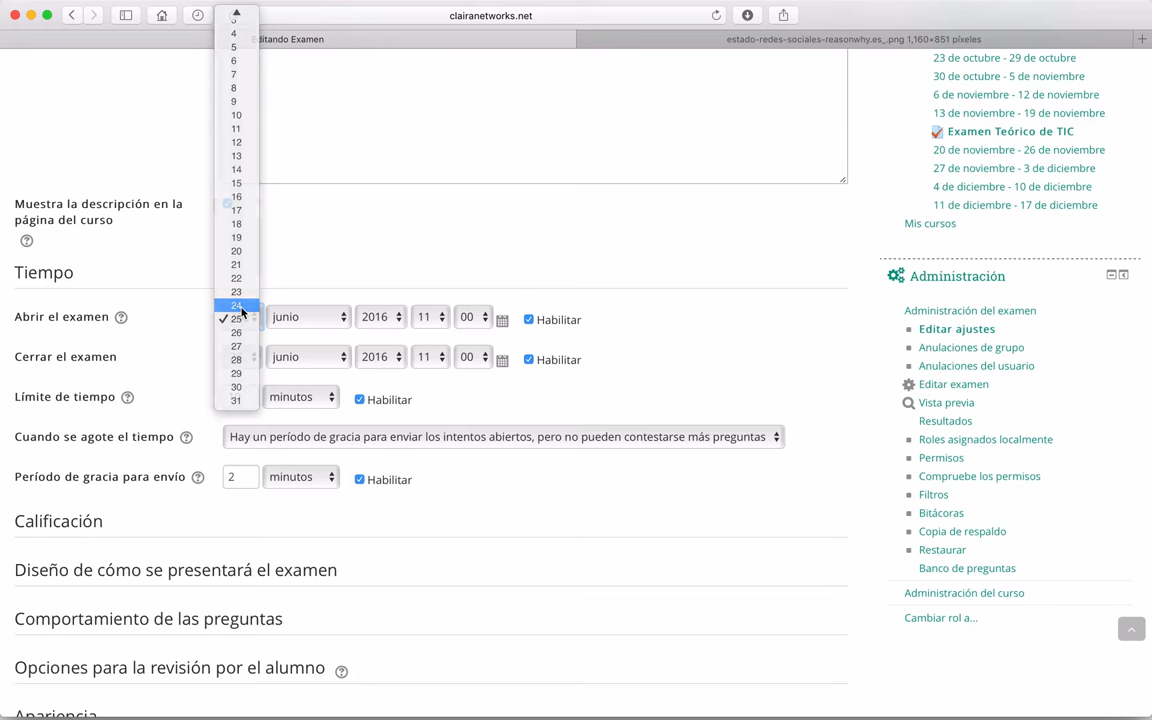 clairanetworks.net
Editando Examen
estado-redes-sociales-reasonwhy.es_.png 1,160×851 píxeles
4
5
6
7
8
9
10
11
12
13
14
15
16
17
18
19
20
21
22
23
24
25
26
27
28
29
30
31
Muestra la descripción en la
página del curso
Tiempo
Abrir el examen
junio 2016 11 00 Habilitar
Cerrar el examen
junio 2016 11 00 Habilitar
Límite de tiempo
minutos Habilitar
Cuando se agote el tiempo
Hay un período de gracia para enviar los intentos abiertos, pero no pueden contestarse más preguntas
Período de gracia para envío
2 minutos Habilitar
Calificación
Diseño de cómo se presentará el examen
Comportamiento de las preguntas
Opciones para la revisión por el alumno
Apariencia
23 de octubre - 29 de octubre
30 de octubre - 5 de noviembre
6 de noviembre - 12 de noviembre
13 de noviembre - 19 de noviembre
Examen Teórico de TIC
20 de noviembre - 26 de noviembre
27 de noviembre - 3 de diciembre
4 de diciembre - 10 de diciembre
11 de diciembre - 17 de diciembre
Mis cursos
Administración
Administración del examen
Editar ajustes
Anulaciones de grupo
Anulaciones del usuario
Editar examen
Vista previa
Resultados
Roles asignados localmente
Permisos
Compruebe los permisos
Filtros
Bitácoras
Copia de respaldo
Restaurar
Banco de preguntas
Administración del curso
Cambiar rol a...